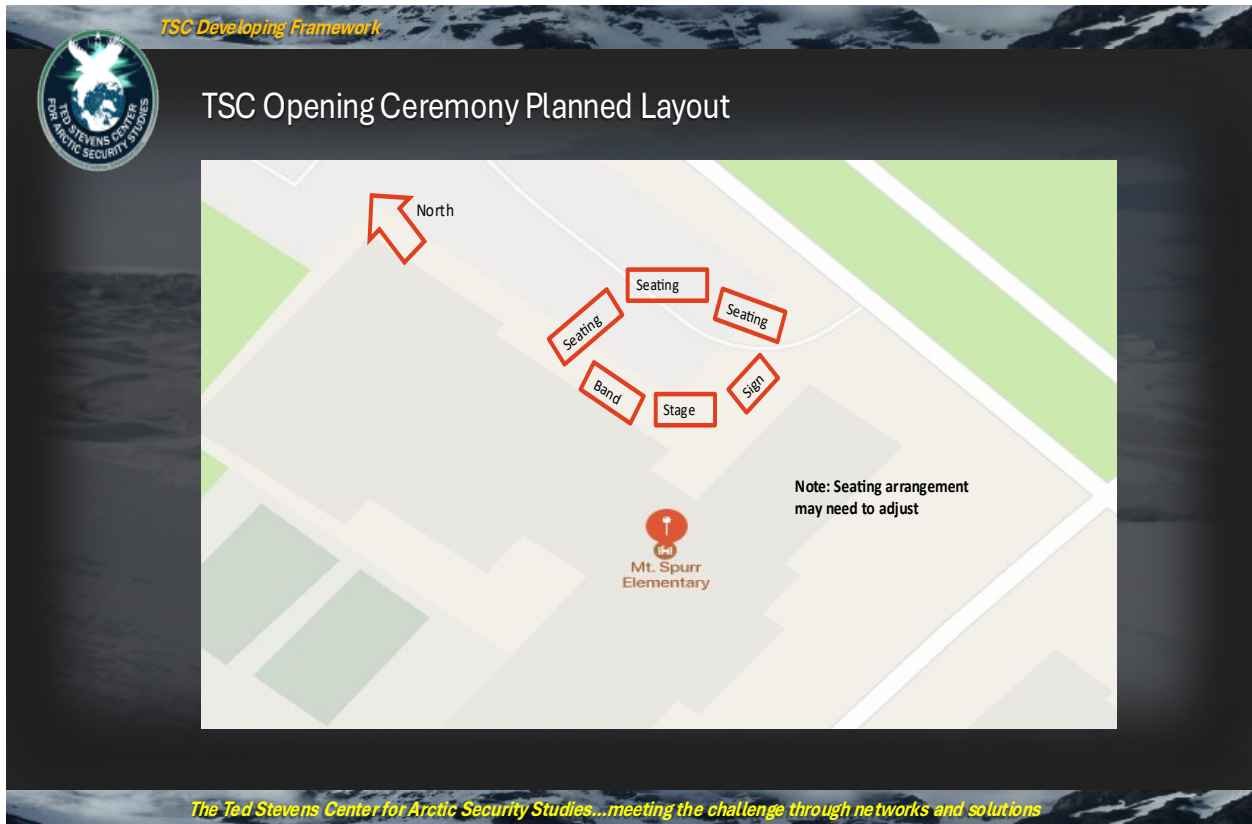 TSC Developing Framework
TED STEVENS CENTER
FOR ARCTIC SECURITY STUDIES
TSC Opening Ceremony Planned Layout
North
Seating
Seating
Seating
Band
Stage
Sign
Note: Seating arrangement
may need to adjust
Mt. Spurr
Elementary
The Ted Stevens Center for Arctic Security Studies...meeting the challenge through networks and solutions